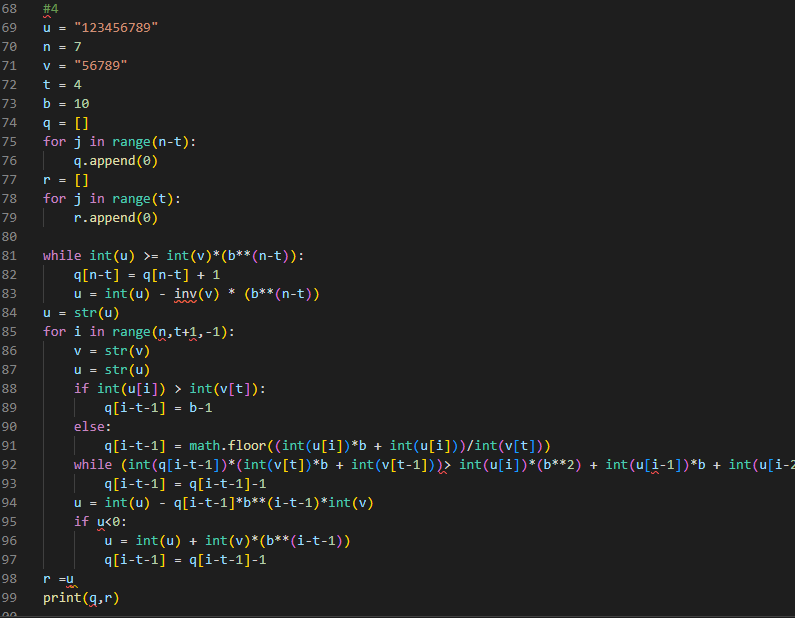 68 #4
69 u = "123456789"
70 n = 7
71 v = "56789"
72 t = 4
73 b = 10
74 q = []
75 for j in range(n-t):
76     q.append(0)
77 r = []
78 for j in range(t):
79     r.append(0)
80
81 while int(u) >= int(v)*(b**(n-t)):
82     q[n-t] = q[n-t] + 1
83     u = int(u) - inv(v) * (b**(n-t))
84 u = str(u)
85 for i in range(n,t+1,-1):
86     v = str(v)
87     u = str(u)
88     if int(u[i]) > int(v[t]):
89         q[i-t-1] = b-1
90     else:
91         q[i-t-1] = math.floor((int(u[i])*b + int(u[i]))/int(v[t]))
92     while (int(q[i-t-1])*(int(v[t])*b + int(v[t-1])))> int(u[i])*(b**2) + int(u[i-1])*b + int(u[i-2
93         q[i-t-1] = q[i-t-1]-1
94     u = int(u) - q[i-t-1]*b**(i-t-1)*int(v)
95     if u<0:
96         u = int(u) + int(v)*(b**(i-t-1))
97         q[i-t-1] = q[i-t-1]-1
98 r =u
99 print(q,r)